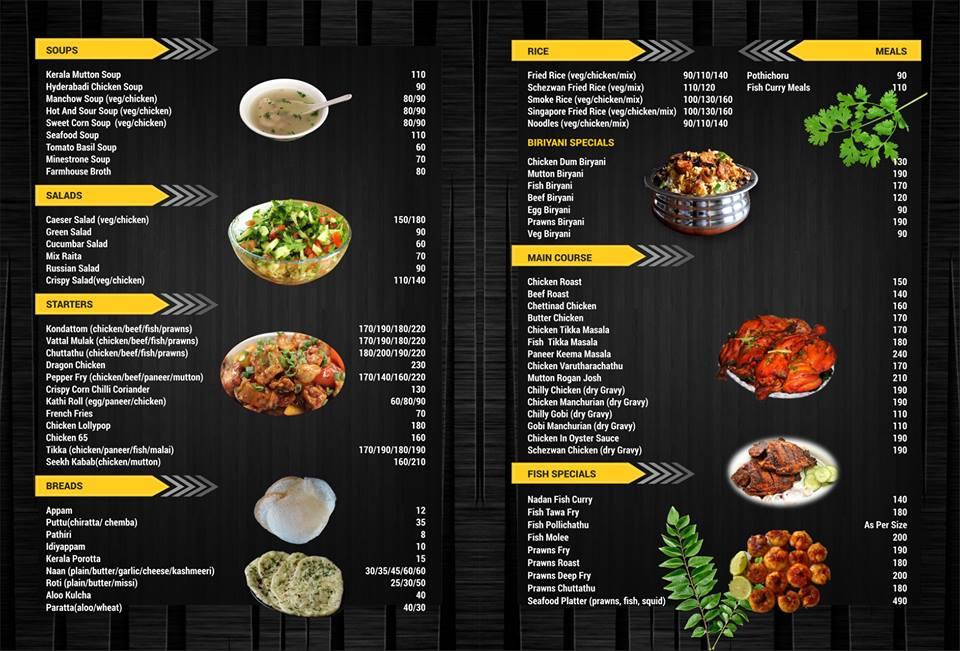 SOUPS
Kerala Mutton Soup 110
Hyderabadi Chicken Soup 90
Manchow Soup (veg/chicken) 80/90
Hot And Sour Soup (veg/chicken) 80/90
Sweet Corn Soup (veg/chicken) 80/90
Seafood Soup 110
Tomato Basil Soup 60
Minestrone Soup 70
Farmhouse Broth 80
SALADS
Caeser Salad (veg/chicken) 150/180
Green Salad 90
Cucumbar Salad 60
Mix Raita 70
Russian Salad 90
Crispy Salad(veg/chicken) 110/140
STARTERS
Kondattom (chicken/beef/fish/prawns) 170/190/180/220
Vattal Mulak (chicken/beef/fish/prawns) 170/190/180/220
Chuttathu (chicken/beef/fish/prawns) 180/200/190/220
Dragon Chicken 230
Pepper Fry (chicken/beef/paneer/mutton) 170/140/160/220
Crispy Corn Chilli Coriander 130
Kathi Roll (egg/paneer/chicken) 60/80/90
French Fries 70
Chicken Lollypop 180
Chicken 65 160
Tikka (chicken/paneer/fish/malai) 170/170/180/190
Seekh Kabab(chicken/mutton) 160/210
BREADS
Appam 12
Puttu(chiratta/ chemba) 35
Pathiri 8
Idiyappam 10
Kerala Porotta 15
Naan (plain/butter/garlic/cheese/kashmeeri) 30/35/45/60/60
Roti (plain/butter/missi) 25/30/50
Aloo Kulcha 40
Paratta(aloo/wheat) 40/30
RICE
Fried Rice (veg/chicken/mix) 90/110/140
Schezwan Fried Rice (veg/mix) 110/120
Smoke Rice (veg/chicken/mix) 100/130/160
Singapore Fried Rice (veg/chicken/mix) 100/130/160
Noodles (veg/chicken/mix) 90/110/140
MEALS
Pothichoru 90
Fish Curry Meals 110
BIRIYANI SPECIALS
Chicken Dum Biryani 130
Mutton Biryani 190
Fish Biryani 170
Beef Biryani 120
Egg Biryani 90
Prawns Biryani 190
Veg Biryani 90
MAIN COURSE
Chicken Roast 150
Beef Roast 140
Chettinad Chicken 160
Butter Chicken 170
Chicken Tikka Masala 170
Fish Tikka Masala 180
Paneer Keema Masala 240
Chicken Varutharachathu 170
Mutton Rogan Josh 210
Chilly Chicken (dry Gravy) 190
Chicken Manchurian (dry Gravy) 190
Chilly Gobi (dry Gravy) 110
Gobi Manchurian (dry Gravy) 110
Chicken In Oyster Sauce 190
Schezwan Chicken (dry Gravy) 190
FISH SPECIALS
Nadan Fish Curry 140
Fish Tawa Fry 180
Fish Pollichathu As Per Size
Fish Molee 200
Prawns Fry 190
Prawns Roast 180
Prawns Deep Fry 200
Prawns Chuttathu 180
Seafood Platter (prawns, fish, squid) 490